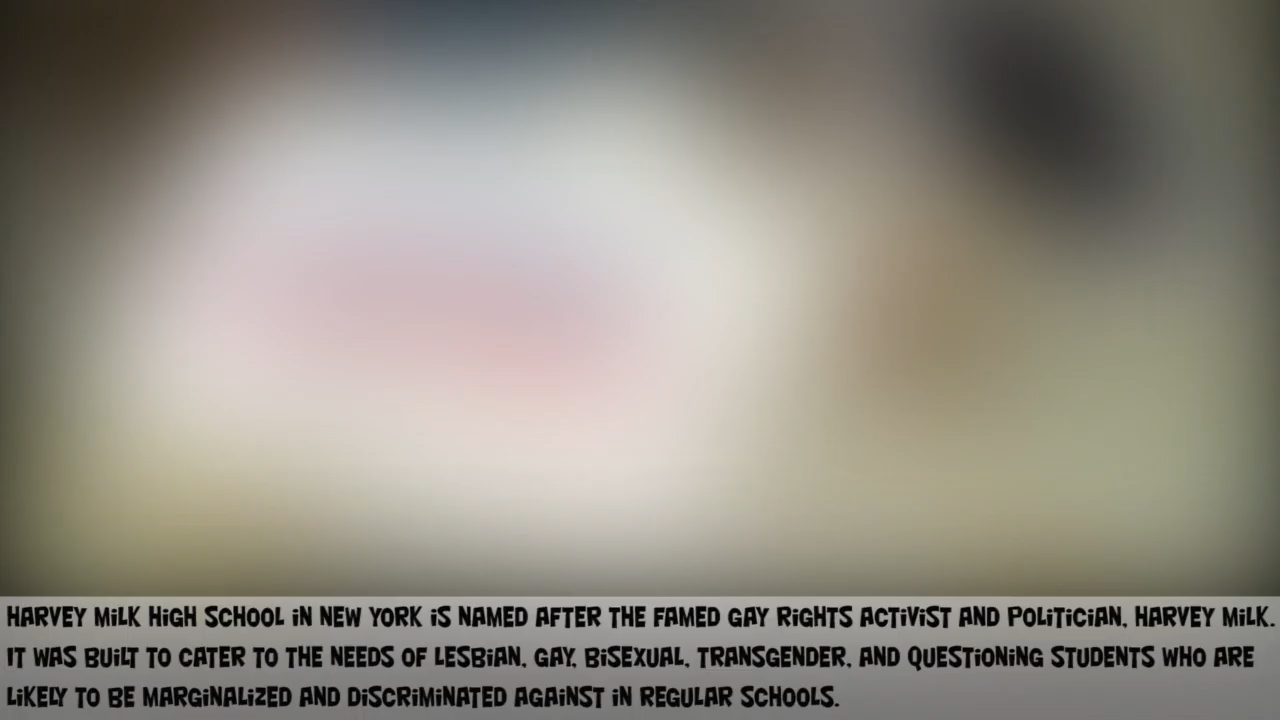 HARVEY MILK HIGH SCHOOL IN NEW YORK IS NAMED AFTER THE FAMED GAY RIGHTS ACTIVIST AND POLITICIAN, HARVEY MILK.
IT WAS BUILT TO CATER TO THE NEEDS OF LESBIAN, GAY, BISEXUAL, TRANSGENDER, AND QUESTIONING STUDENTS WHO ARE
LIKELY TO BE MARGINALIZED AND DISCRIMINATED AGAINST IN REGULAR SCHOOLS.